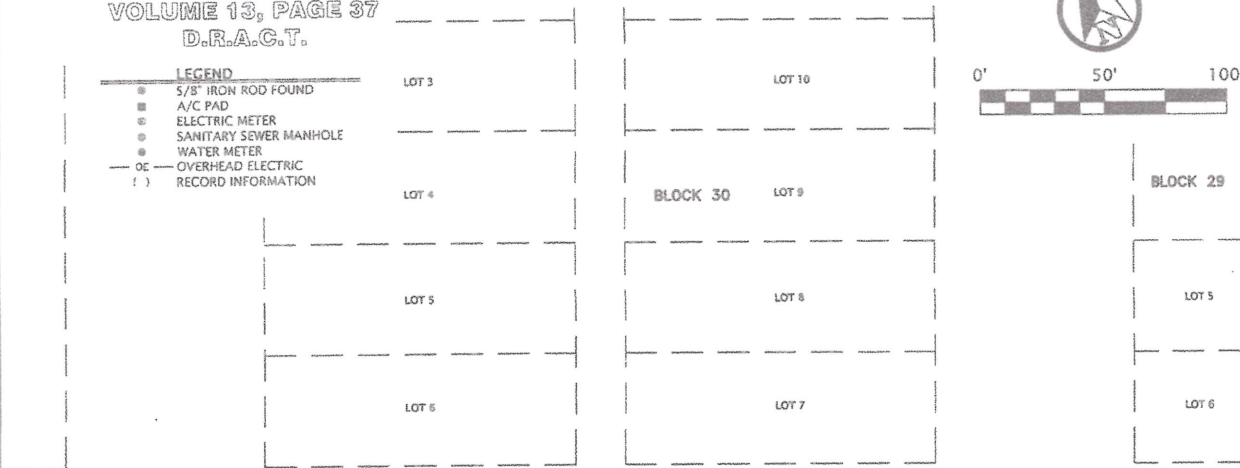 VOLUME 13, PAGE 37
D.R.A.C.T.
LEGEND
5/8" IRON ROD FOUND
A/C PAD
ELECTRIC METER
SANITARY SEWER MANHOLE
WATER METER
OE OVERHEAD ELECTRIC
( ) RECORD INFORMATION
LOT 3
LOT 10
N
0' 50' 100
LOT 4
BLOCK 30 LOT 9
BLOCK 29
LOT 5
LOT 8
LOT 5
LOT 6
LOT 7
LOT 6